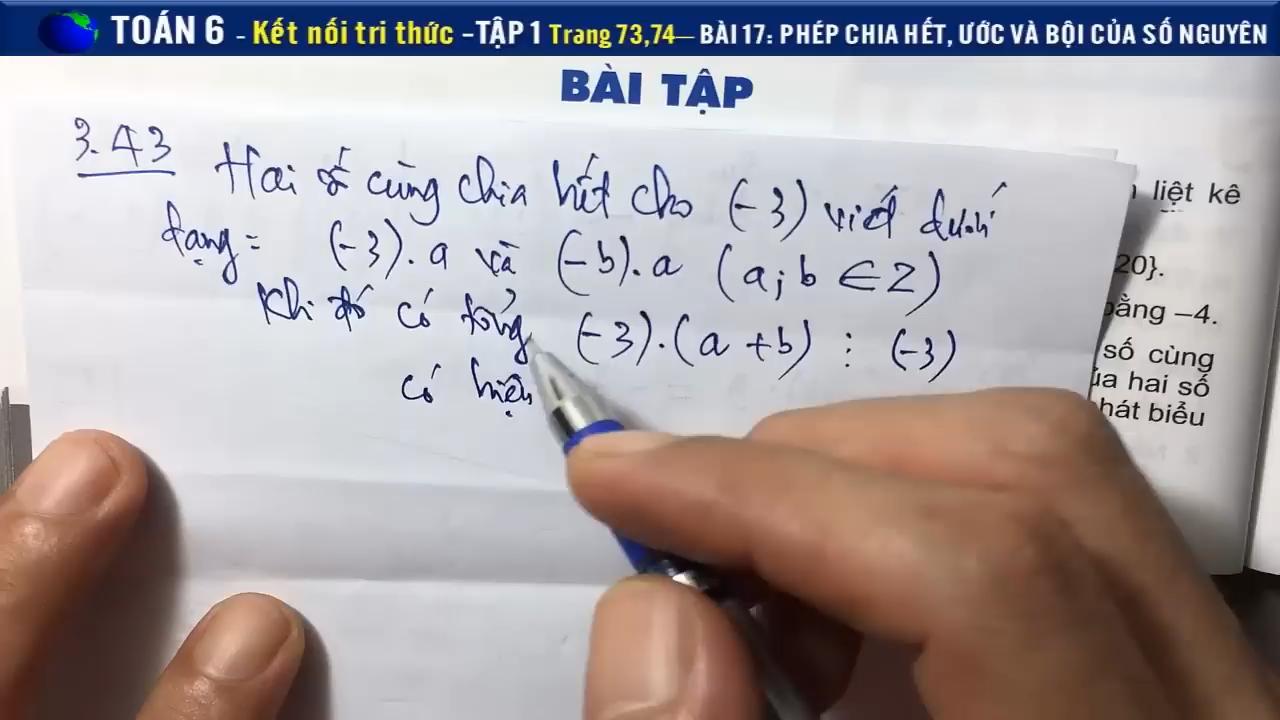 TOÁN 6 - Kết nối tri thức -TẬP 1 Trang 73,74— BÀI 17: PHÉP CHIA HẾT, ƯỚC VÀ BỘI CỦA SỐ NGUYÊN
BÀI TẬP
3.43 Hai số cùng chia hết cho (-3) viết dưới
dạng: (-3).a và (-b).a (a;b ∈ Z)
Khi đó có tổng (-3).(a+b) ⋮ (-3)
có hiệu
liệt kê
20}.
bằng –4.
số cùng
ủa hai số
phát biểu